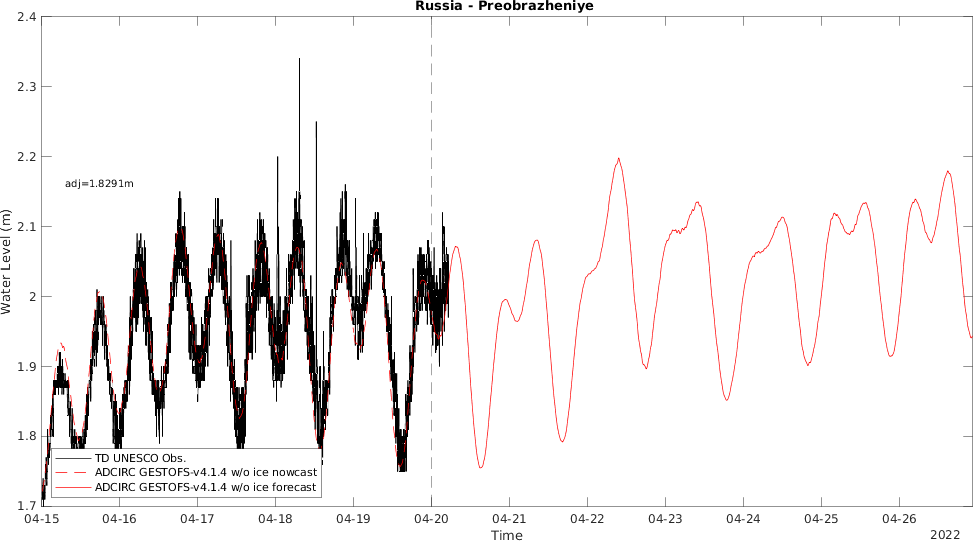 Russia - Preobrazheniye
2.4
2.3
2.2
2.1
2
1.9
1.8
1.7
Water Level (m)
adj=1.8291m
TD UNESCO Obs.
ADCIRC GESTOFS-v4.1.4 w/o ice nowcast
ADCIRC GESTOFS-v4.1.4 w/o ice forecast
04-15 04-16 04-17 04-18 04-19 04-20 04-21 04-22 04-23 04-24 04-25 04-26
Time
2022